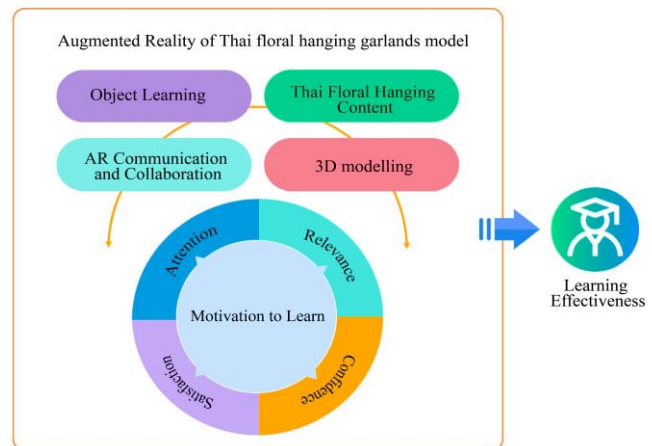 Augmented Reality of Thai floral hanging garlands model
Object Learning
Thai Floral Hanging
Content
AR Communication
and Collaboration
3D modelling
Attention
Relevance
Motivation to Learn
Satisfaction
Confidence
Learning
Effectiveness